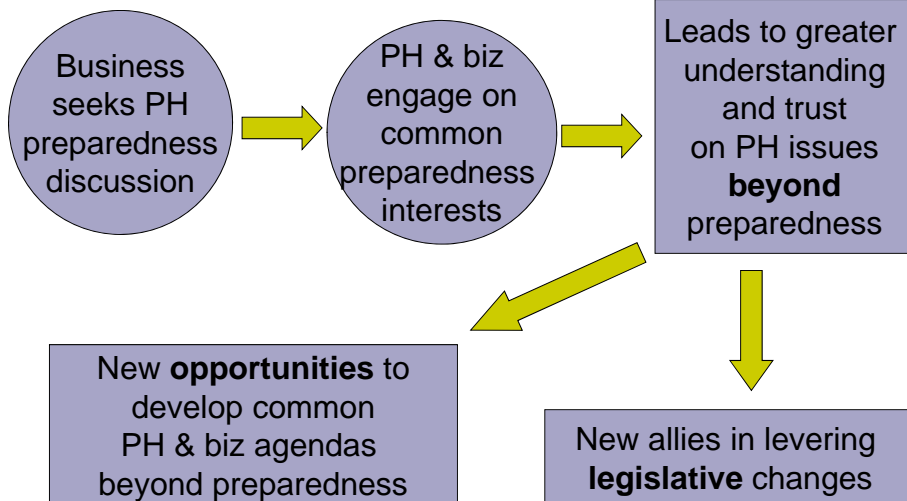 Business
seeks PH
preparedness
discussion
PH & biz
engage on
common
preparedness
interests
Leads to greater
understanding
and trust
on PH issues
beyond
preparedness
New opportunities to
develop common
PH & biz agendas
beyond preparedness
New allies in levering
legislative changes